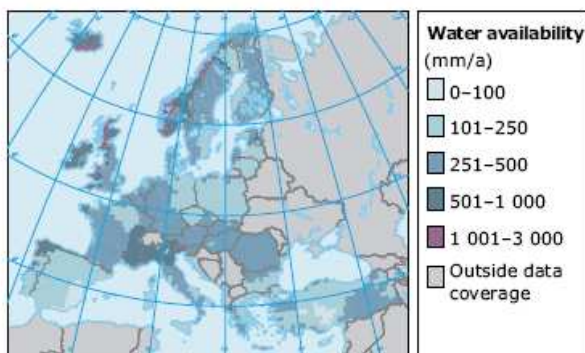 Water availability
(mm/a)
0–100
101–250
251–500
501–1 000
1 001–3 000
Outside data
coverage